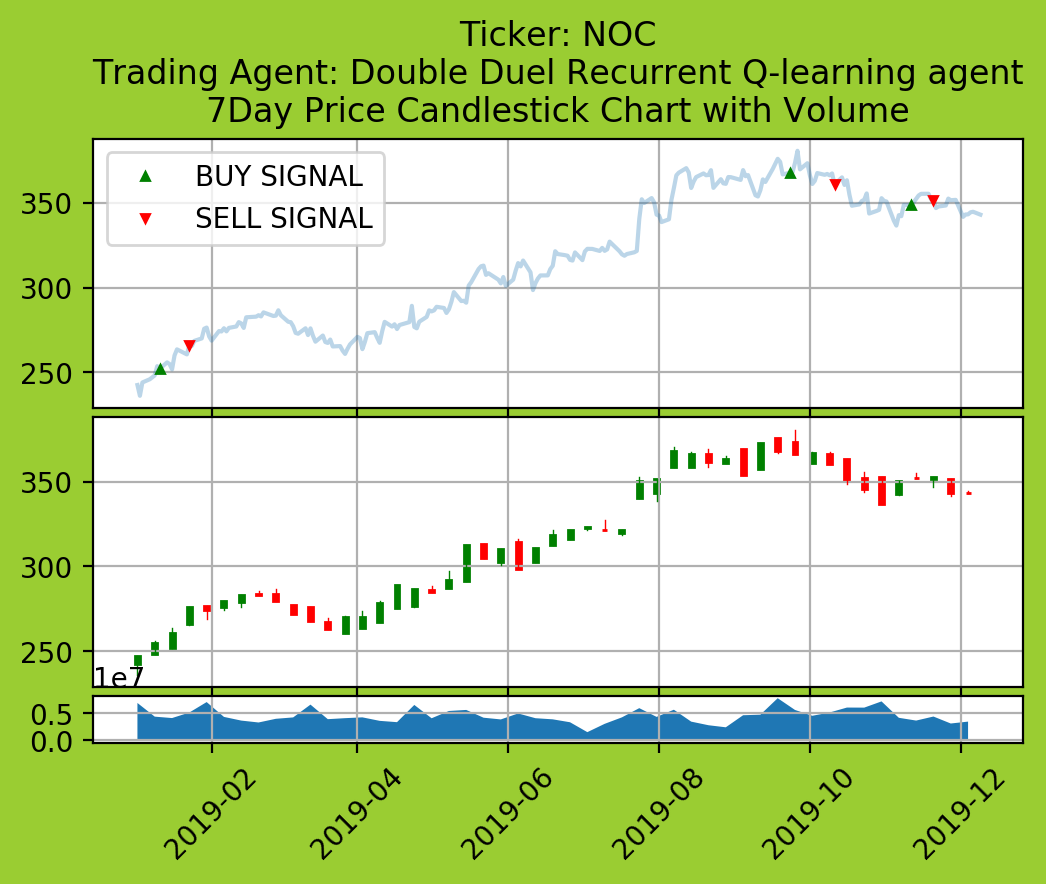 Ticker: NOC
Trading Agent: Double Duel Recurrent Q-learning agent
7Day Price Candlestick Chart with Volume
BUY SIGNAL
SELL SIGNAL
350
300
250
350
300
250
1e7
0.5
0.0
2019-02
2019-04
2019-06
2019-08
2019-10
2019-12